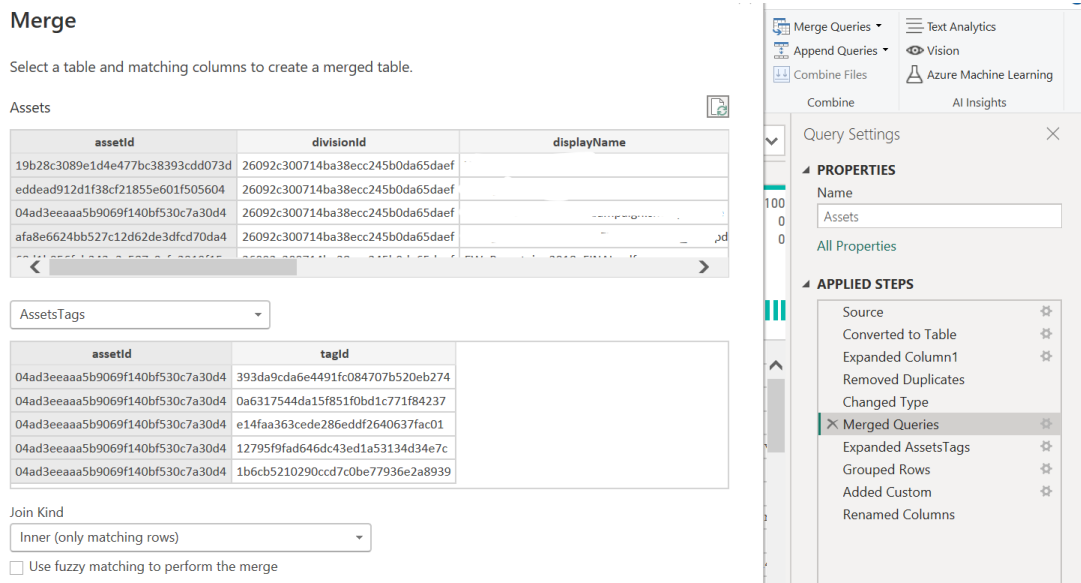 Merge
Select a table and matching columns to create a merged table.
Assets
assetId divisionId displayName
19b28c3089e1d4e477bc38393cdd073d 26092c300714ba38ecc245b0da65daef
eddead912d1f38cf21855e601f505604 26092c300714ba38ecc245b0da65daef
04ad3eeaaa5b9069f140bf530c7a30d4 26092c300714ba38ecc245b0da65daef
afa8e6624bb527c12d62de3dfcd70da4 26092c300714ba38ecc245b0da65daef
AssetsTags
assetId tagId
04ad3eeaaa5b9069f140bf530c7a30d4 393da9cda6e4491fc084707b520eb274
04ad3eeaaa5b9069f140bf530c7a30d4 0a6317544da15f851f0bd1c771f84237
04ad3eeaaa5b9069f140bf530c7a30d4 e14faa363cede286eddf2640637fac01
04ad3eeaaa5b9069f140bf530c7a30d4 12795f9fad646dc43ed1a53134d34e7c
04ad3eeaaa5b9069f140bf530c7a30d4 1b6cb5210290ccd7c0be77936e2a8939
Join Kind
Inner (only matching rows)
Use fuzzy matching to perform the merge
Merge Queries
Append Queries
Combine Files
Combine
Text Analytics
Vision
Azure Machine Learning
AI Insights
100
0
0
Query Settings
PROPERTIES
Name
Assets
All Properties
APPLIED STEPS
Source
Converted to Table
Expanded Column1
Removed Duplicates
Changed Type
Merged Queries
Expanded AssetsTags
Grouped Rows
Added Custom
Renamed Columns